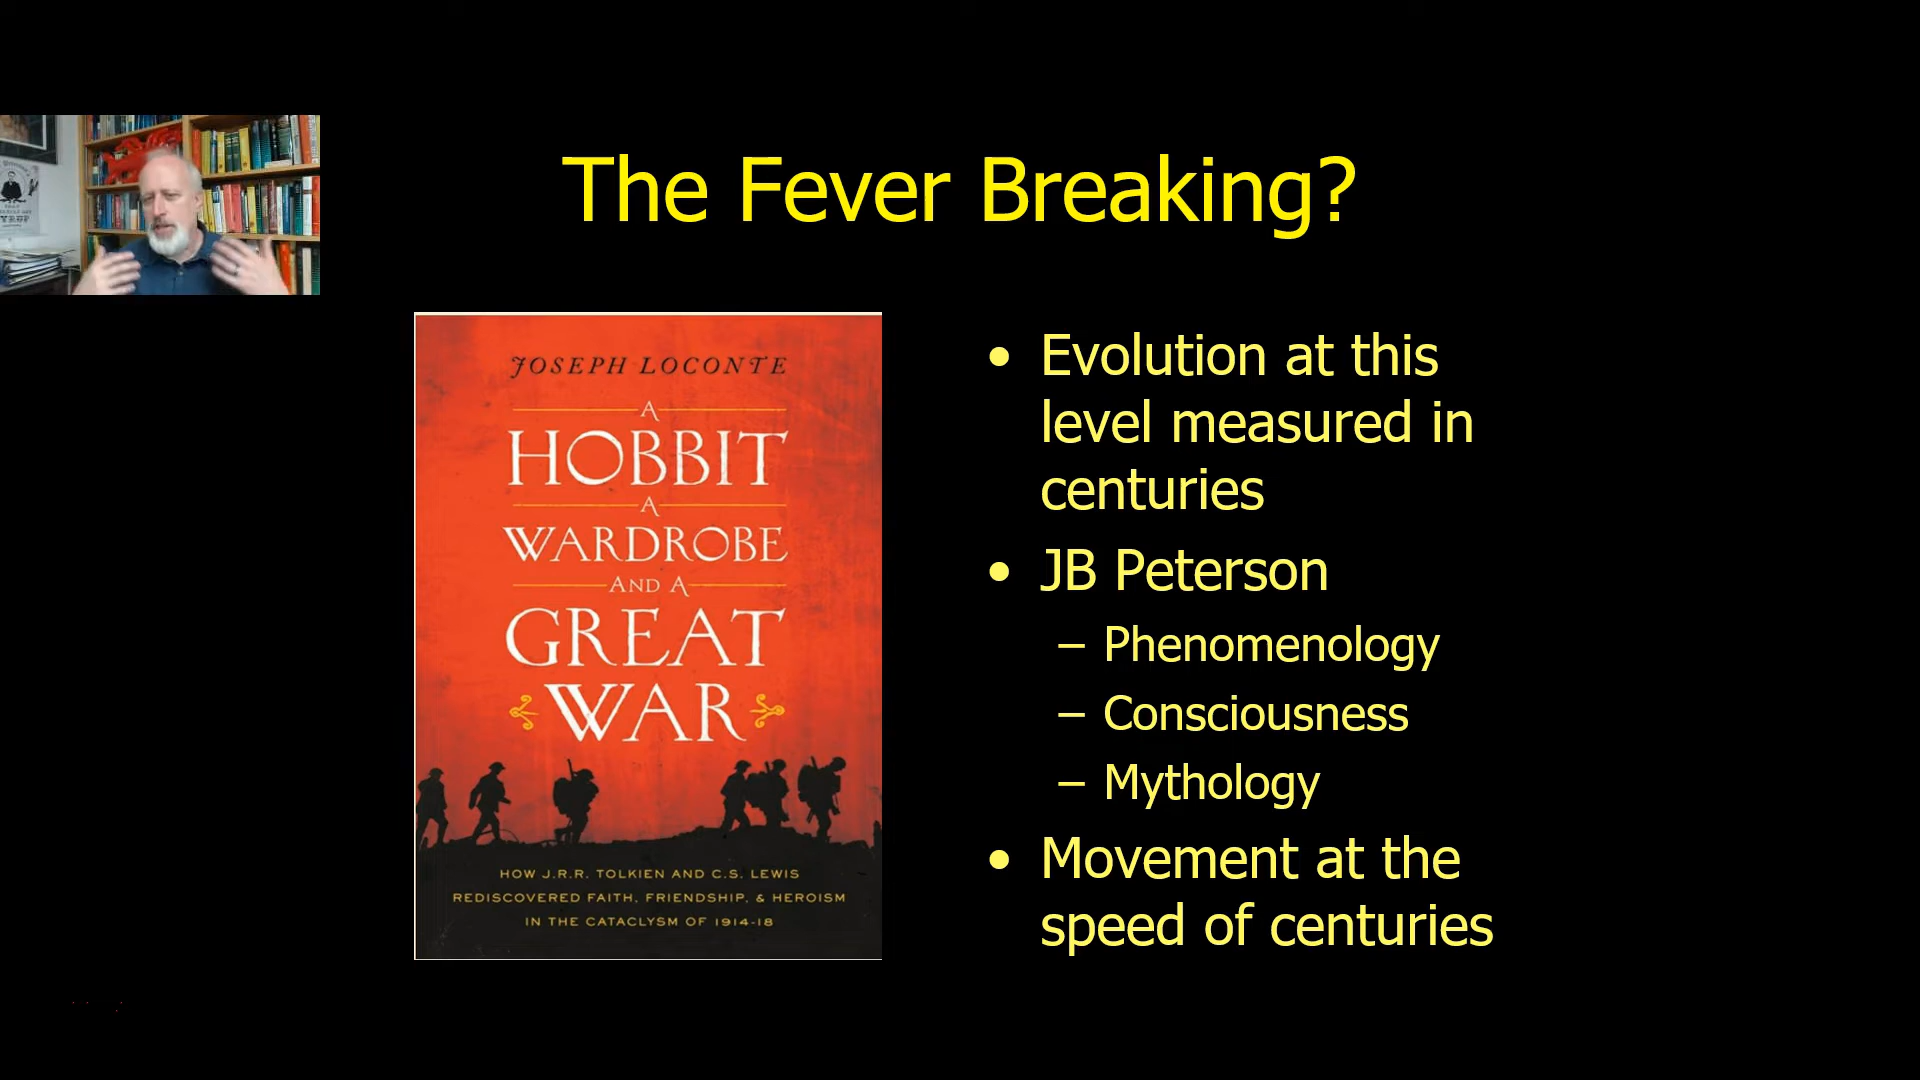 The Fever Breaking?
JOSEPH LOCONTE
A
HOBBIT
A
WARDROBE
AND A
GREAT
WAR
HOW J.R.R. TOLKIEN AND C.S. LEWIS
REDISCOVERED FAITH, FRIENDSHIP, & HEROISM
IN THE CATACLYSM OF 1914-18
• Evolution at this
level measured in
centuries
• JB Peterson
– Phenomenology
– Consciousness
– Mythology
• Movement at the
speed of centuries